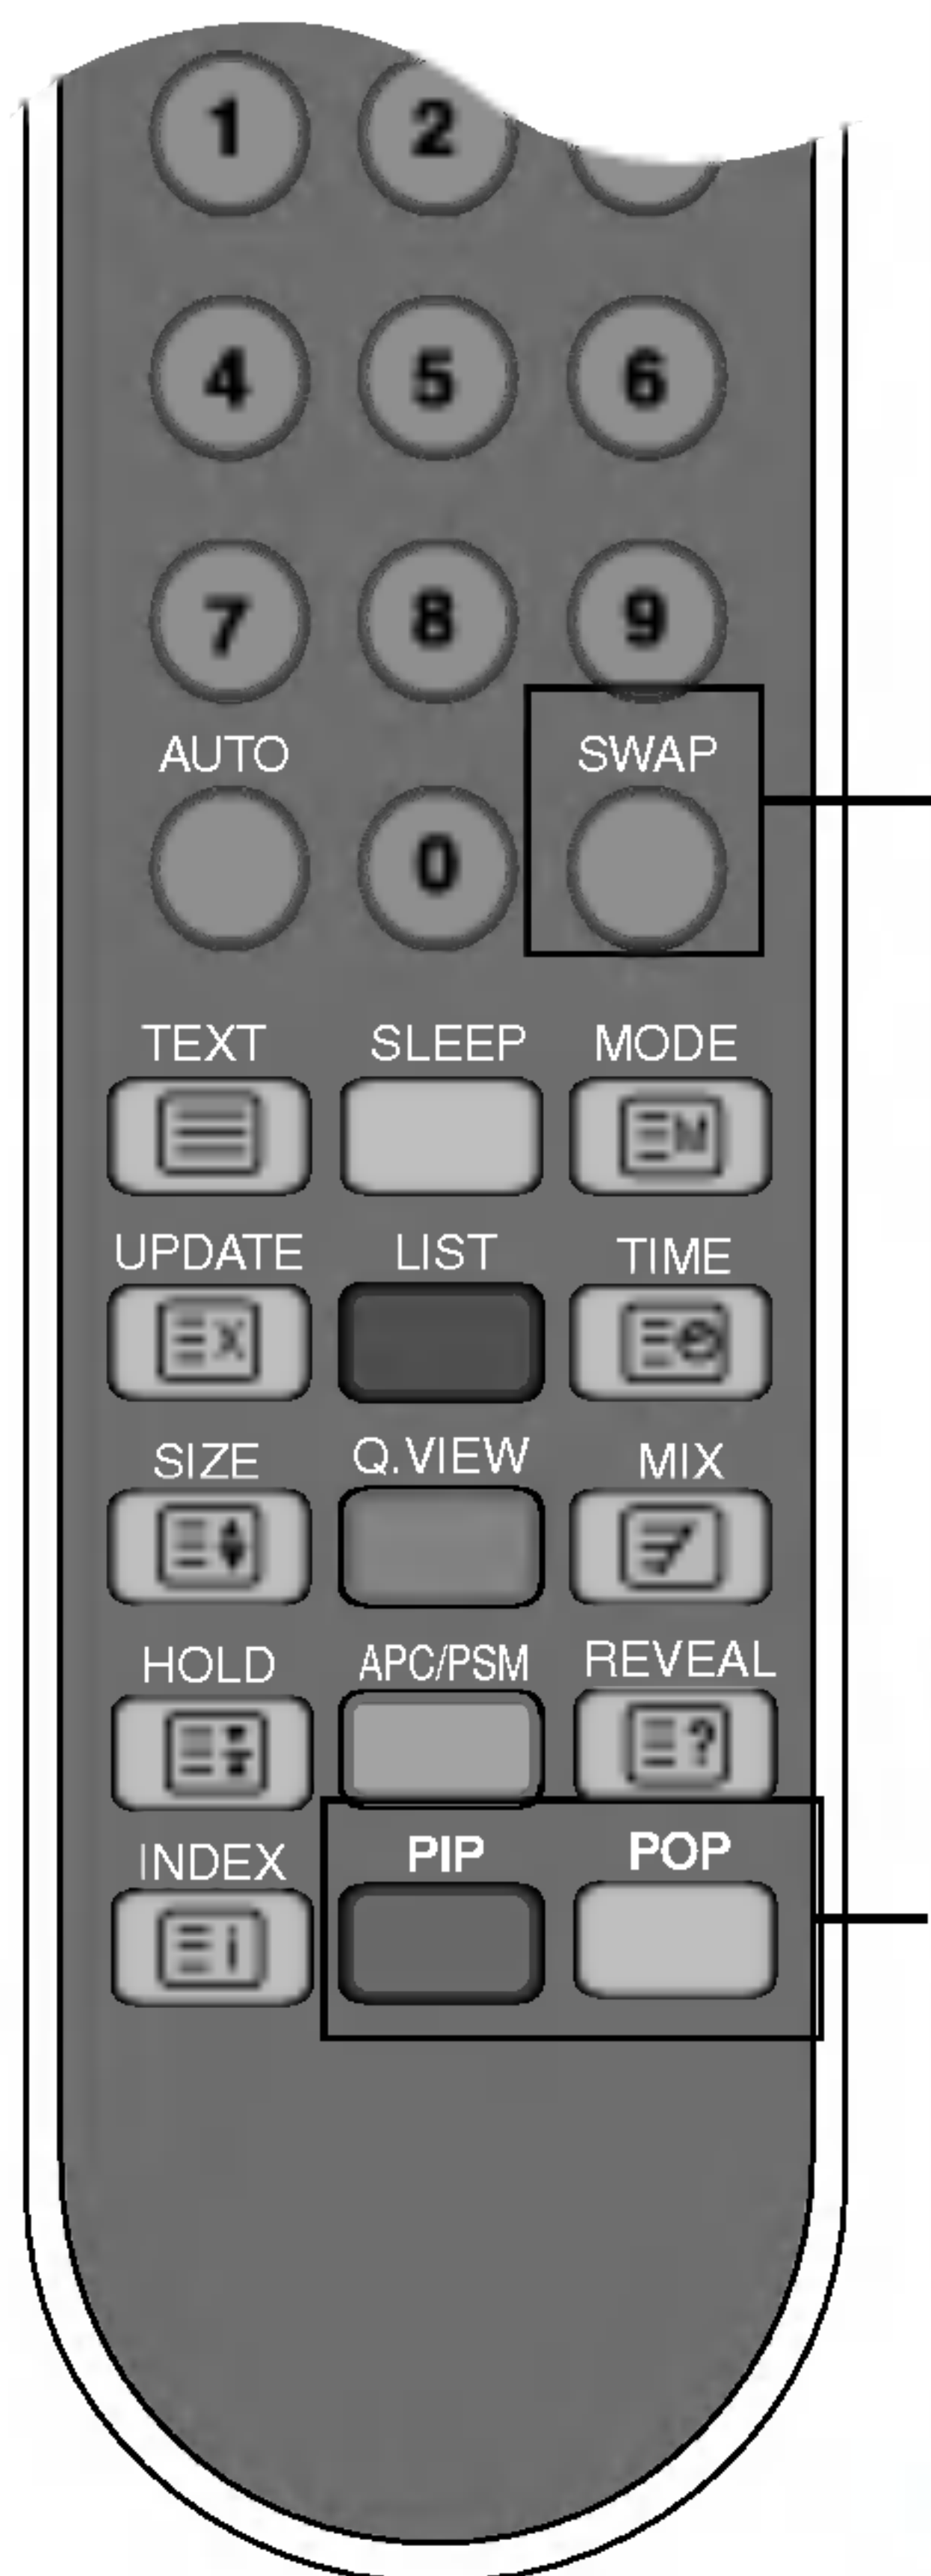 1 2
4 5 6
7 8 9
AUTO SWAP
0
TEXT SLEEP MODE
M
UPDATE LIST TIME
X
SIZE Q.VIEW MIX
HOLD APC/PSM REVEAL
?
INDEX PIP POP
i